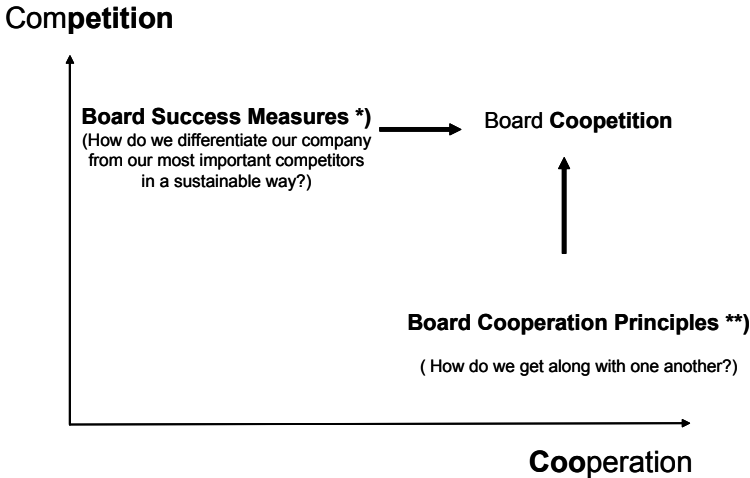 Competition
Board Success Measures *)
(How do we differentiate our company
from our most important competitors
in a sustainable way?)
Board Coopetition
Board Cooperation Principles **)
( How do we get along with one another?)
Cooperation